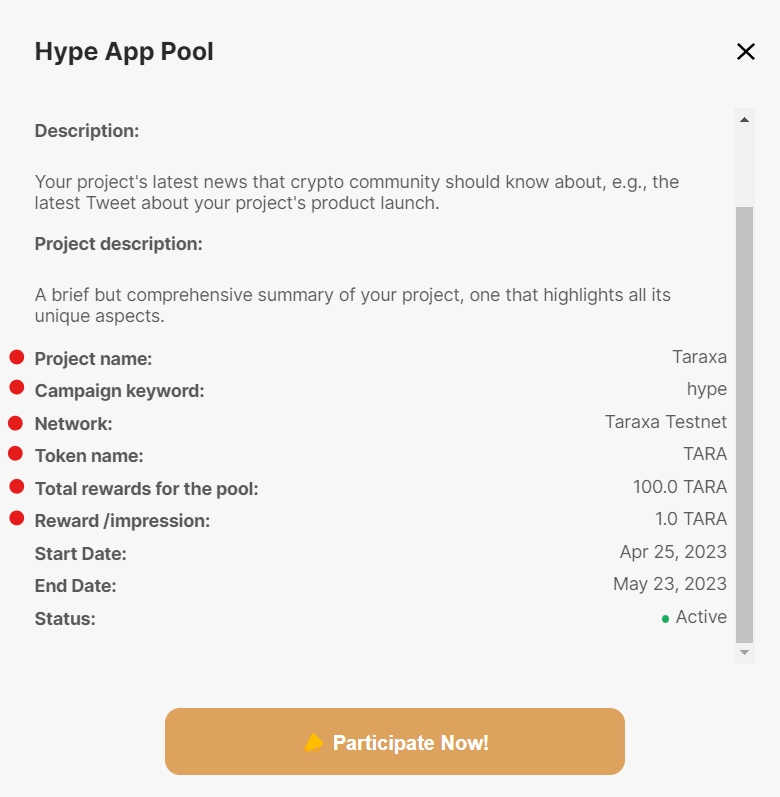 Hype App Pool
Description:
Your project's latest news that crypto community should know about, e.g., the
latest Tweet about your project's product launch.
Project description:
A brief but comprehensive summary of your project, one that highlights all its
unique aspects.
Project name: Taraxa
Campaign keyword: hype
Network: Taraxa Testnet
Token name: TARA
Total rewards for the pool: 100.0 TARA
Reward /impression: 1.0 TARA
Start Date: Apr 25, 2023
End Date: May 23, 2023
Status: Active
Participate Now!